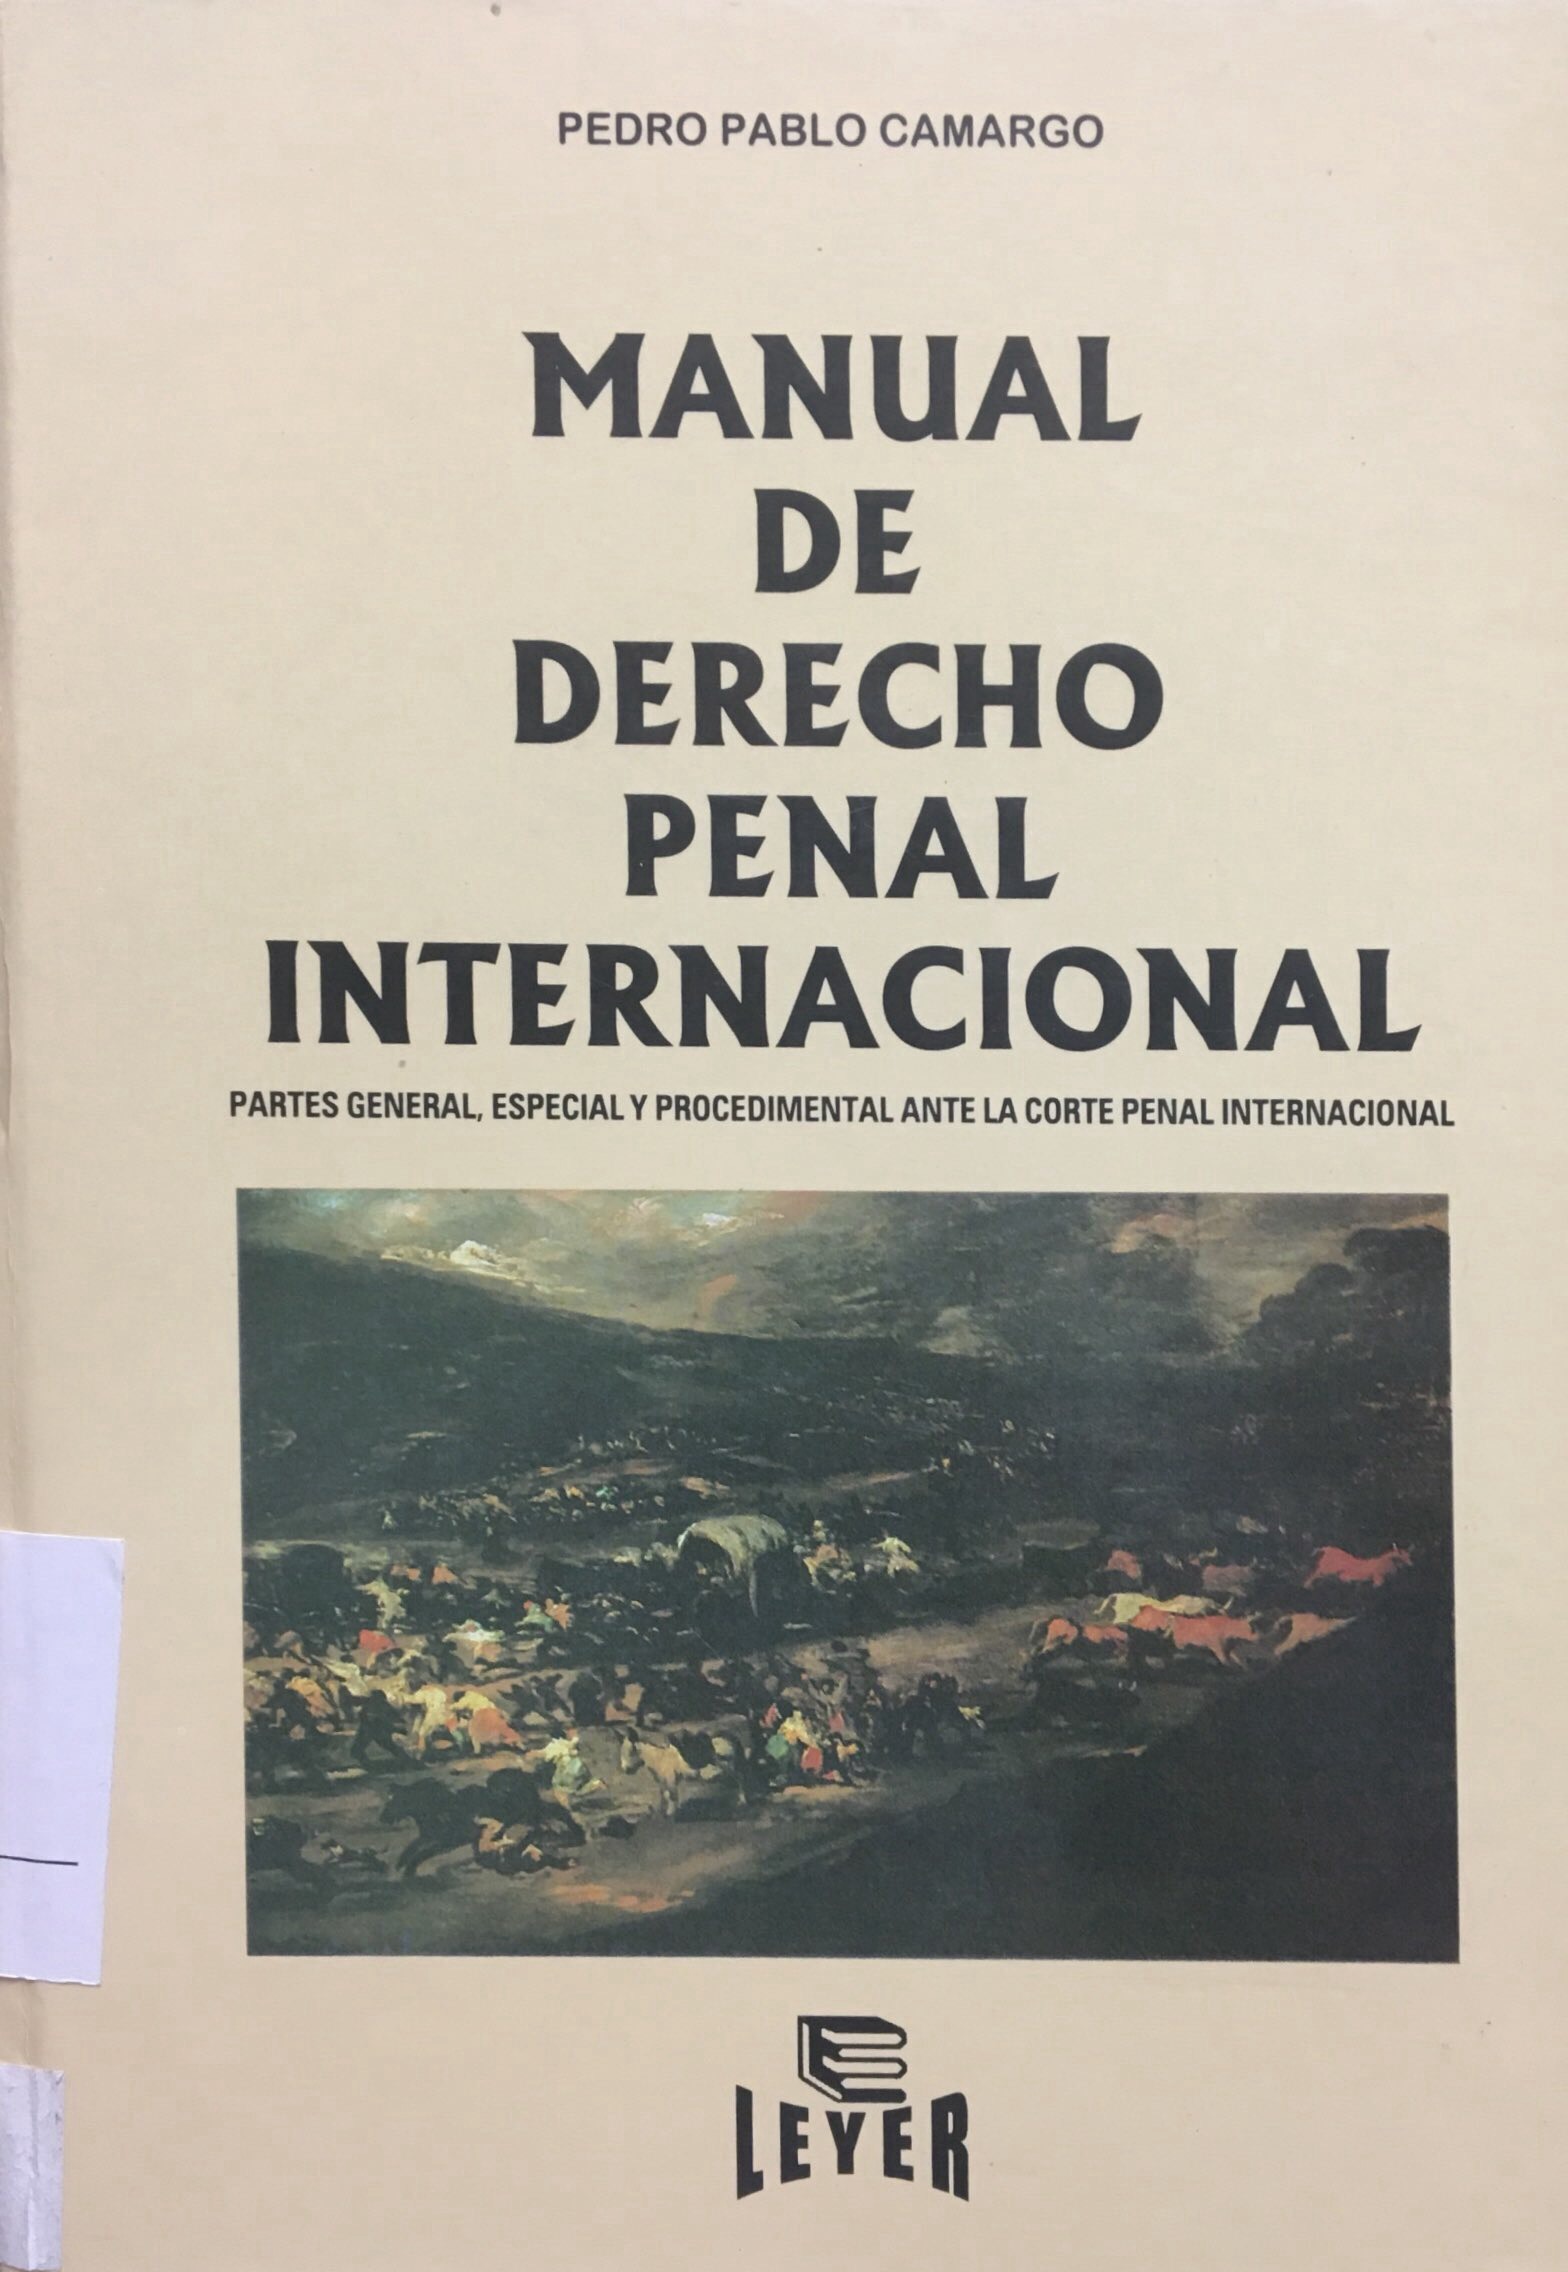 PEDRO PABLO CAMARGO
MANUAL
DE
DERECHO
PENAL
INTERNACIONAL
PARTES GENERAL, ESPECIAL Y PROCEDIMENTAL ANTE LA CORTE PENAL INTERNACIONAL
LEYER